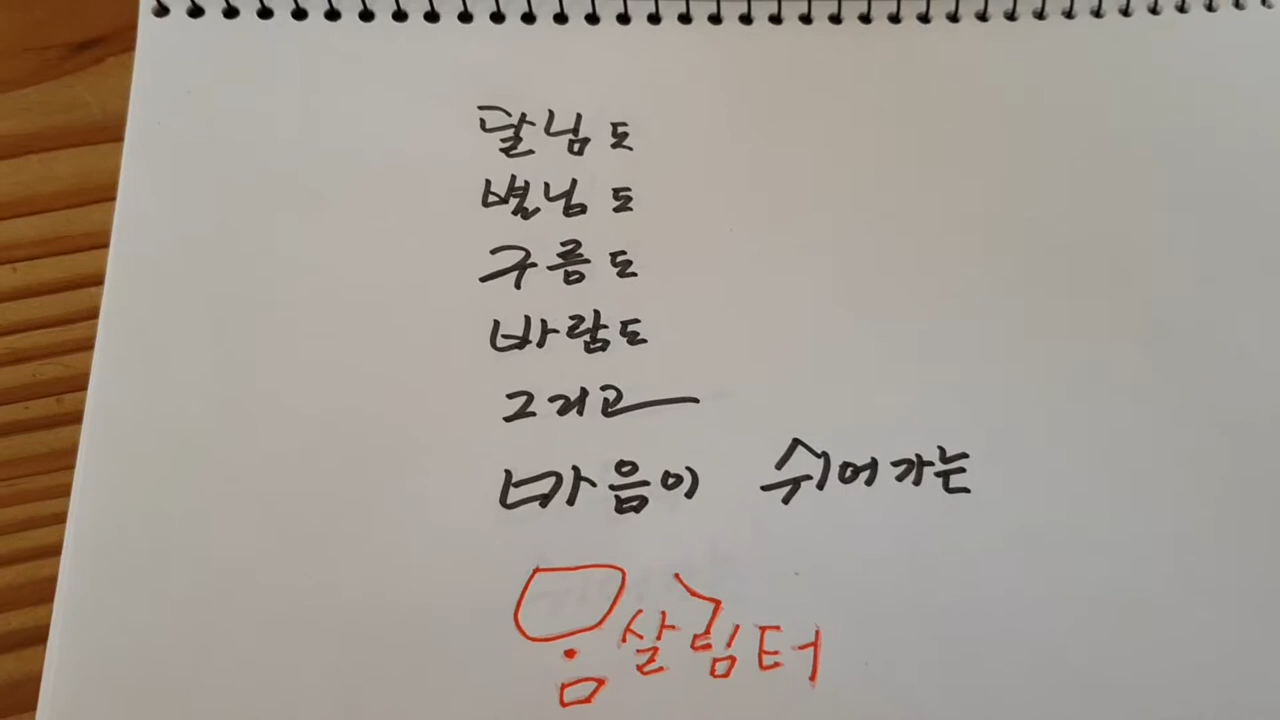 달님도
별님도
구름도
바람도
그리고
마음이 쉬어가는
몸살림터